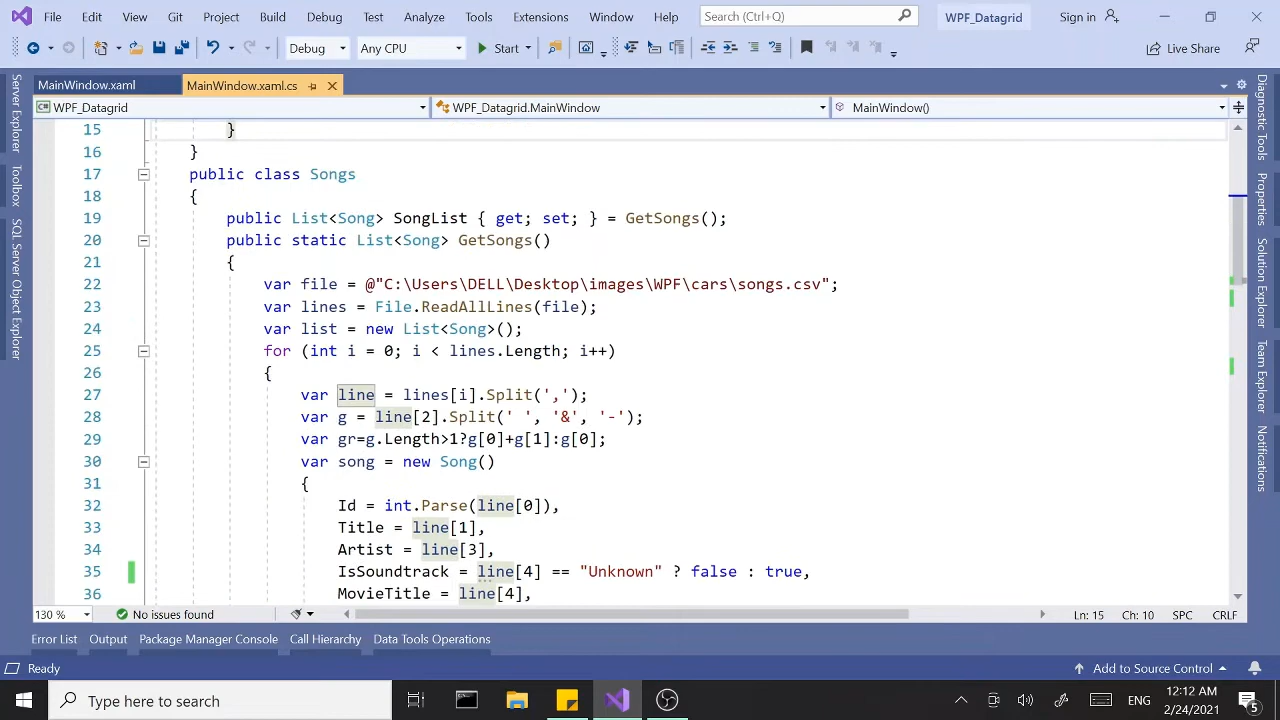 File Edit View Git Project Build Debug Test Analyze Tools Extensions Window Help Search (Ctrl+Q) WPF_Datagrid Sign in
Debug Any CPU Start Live Share
MainWindow.xaml MainWindow.xaml.cs
WPF_Datagrid WPF_Datagrid.MainWindow MainWindow()
Server Explorer
Toolbox
SQL Server Object Explorer
15 }
16 }
17 public class Songs
18 {
19 public List<Song> SongList { get; set; } = GetSongs();
20 public static List<Song> GetSongs()
21 {
22 var file = @"C:\Users\DELL\Desktop\images\WPF\cars\songs.csv";
23 var lines = File.ReadAllLines(file);
24 var list = new List<Song>();
25 for (int i = 0; i < lines.Length; i++)
26 {
27 var line = lines[i].Split(',');
28 var g = line[2].Split(' ', '&', '-');
29 var gr=g.Length>1?g[0]+g[1]:g[0];
30 var song = new Song()
31 {
32 Id = int.Parse(line[0]),
33 Title = line[1],
34 Artist = line[3],
35 IsSoundtrack = line[4] == "Unknown" ? false : true,
36 MovieTitle = line[4],
Diagnostic Tools
Properties
Solution Explorer
Team Explorer
Notifications
130 % No issues found Ln: 15 Ch: 10 SPC CRLF
Error List Output Package Manager Console Call Hierarchy Data Tools Operations
Ready Add to Source Control
Type here to search ENG 2:12 AM
2/24/2021 5